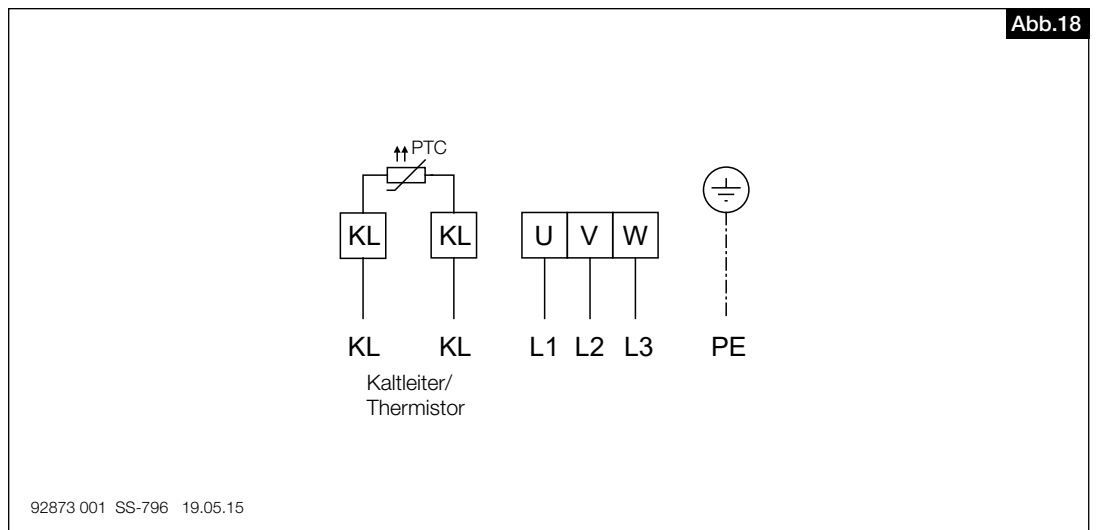 Abb.18
PTC
KL KL U V W
KL KL L1 L2 L3 PE
Kaltleiter/
Thermistor
92873 001 SS-796 19.05.15